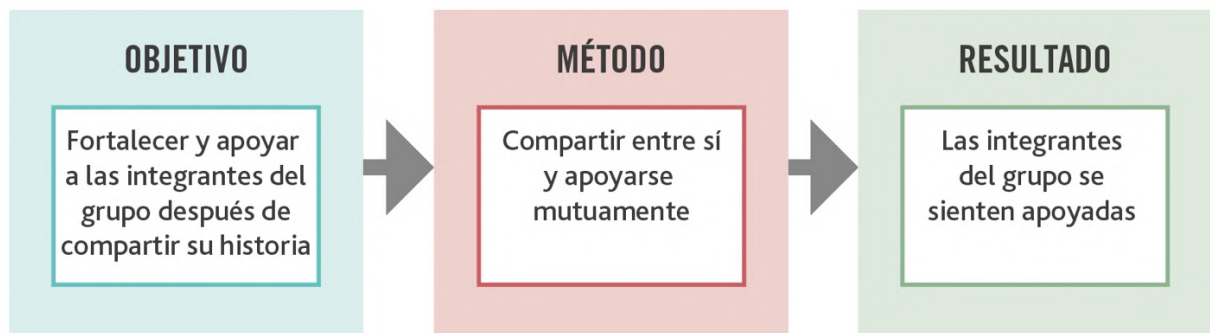 OBJETIVO
Fortalecer y apoyar
a las integrantes del
grupo después de
compartir su historia
MÉTODO
Compartir entre sí
y apoyarse
mutuamente
RESULTADO
Las integrantes
del grupo se
sienten apoyadas